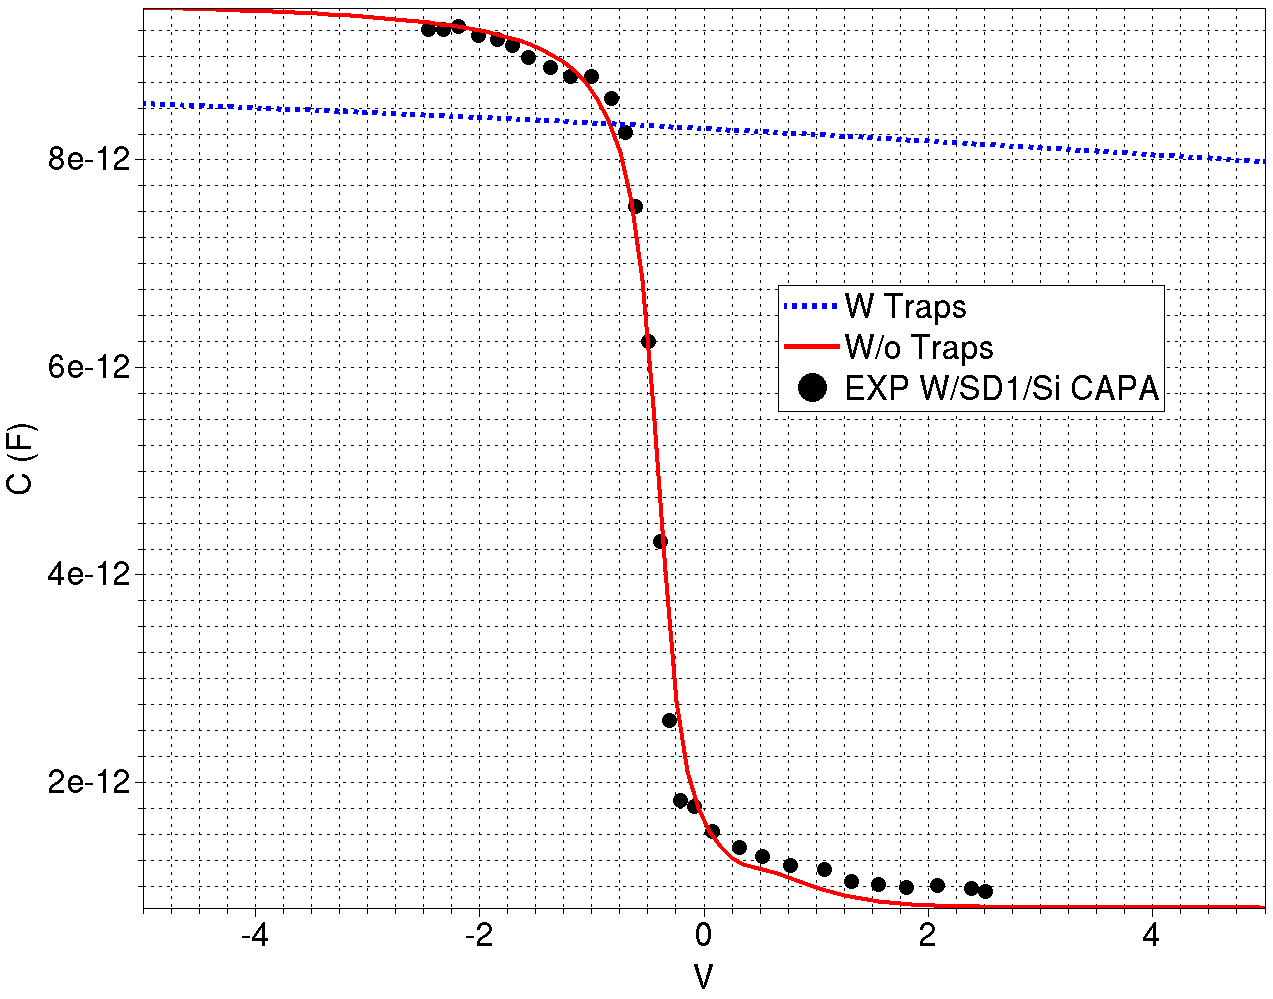 8e-12
6e-12
4e-12
2e-12
C (F)
W Traps
W/o Traps
EXP W/SD1/Si CAPA
-4
-2
0
2
4
V